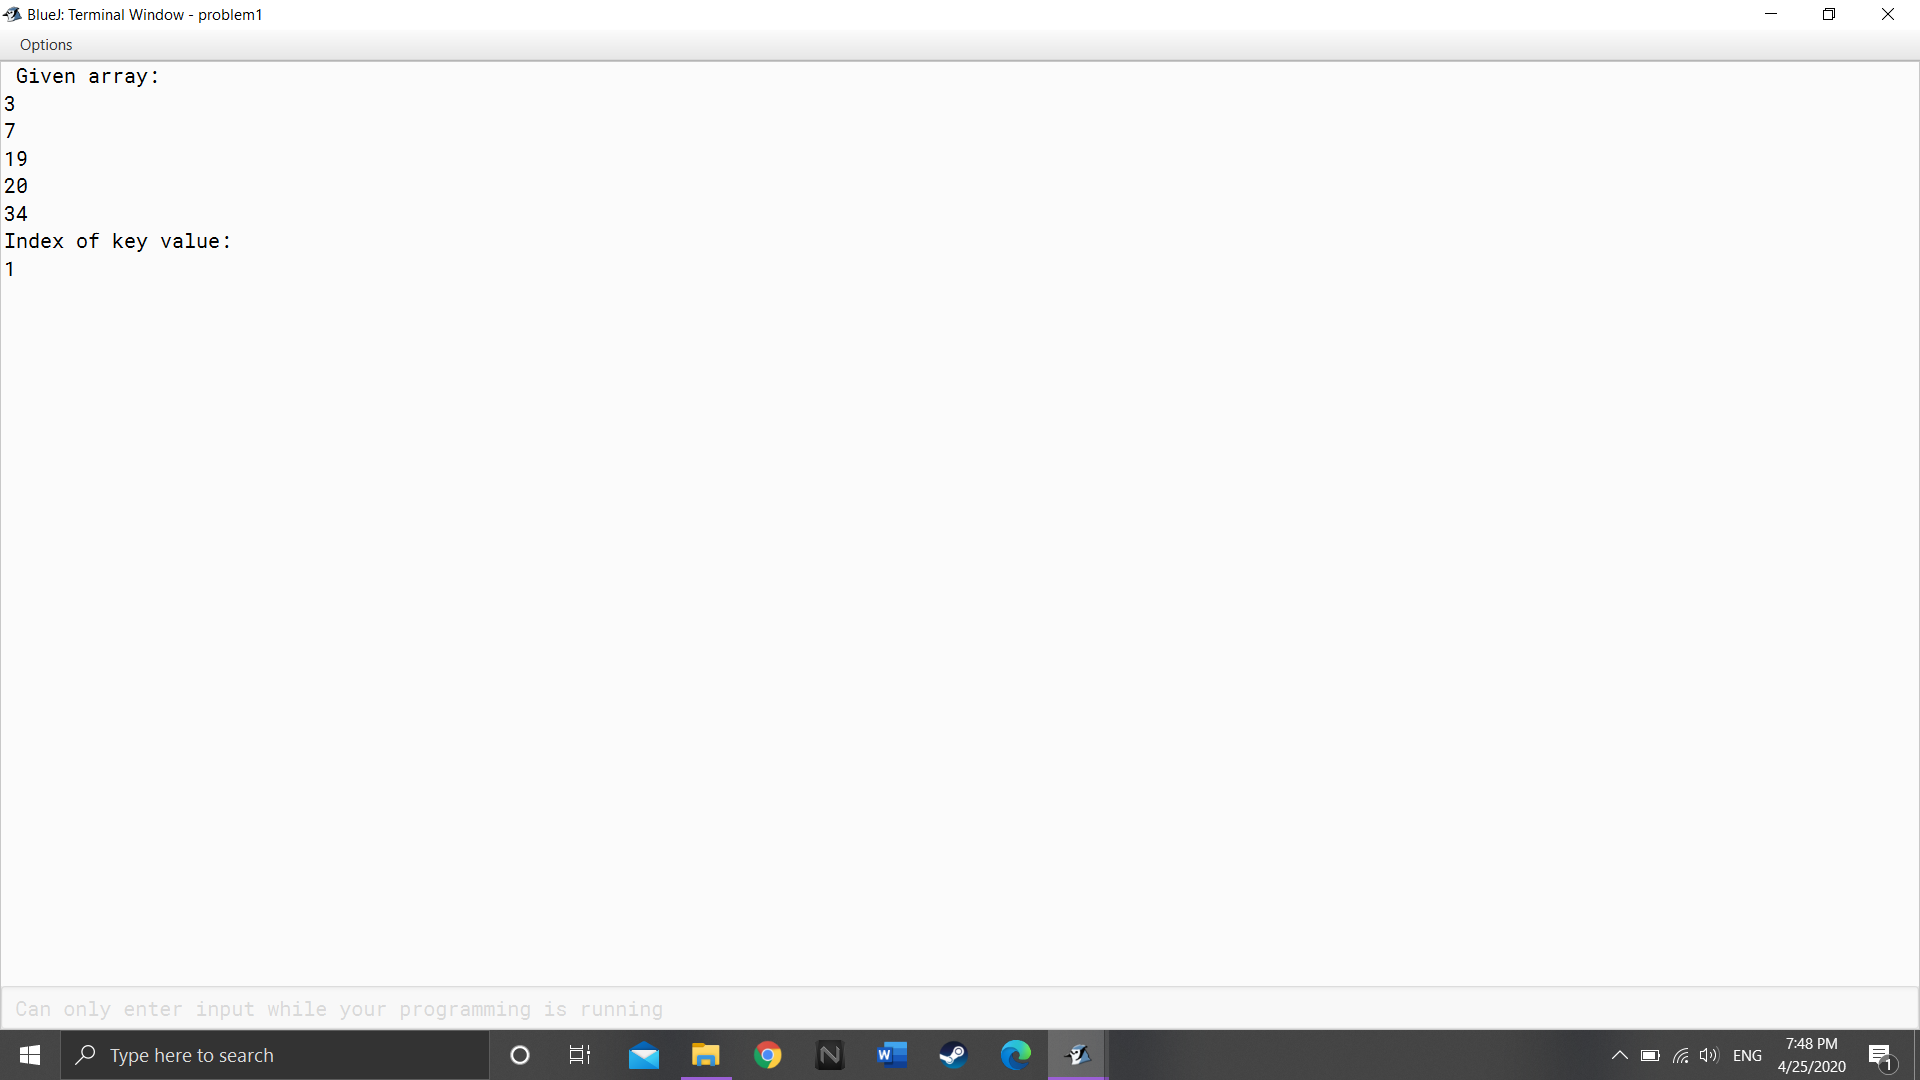 BlueJ: Terminal Window - problem1
Options
Given array:
3
7
19
20
34
Index of key value:
1
Can only enter input while your programming is running
Type here to search
N
W
ENG
7:48 PM
4/25/2020
1